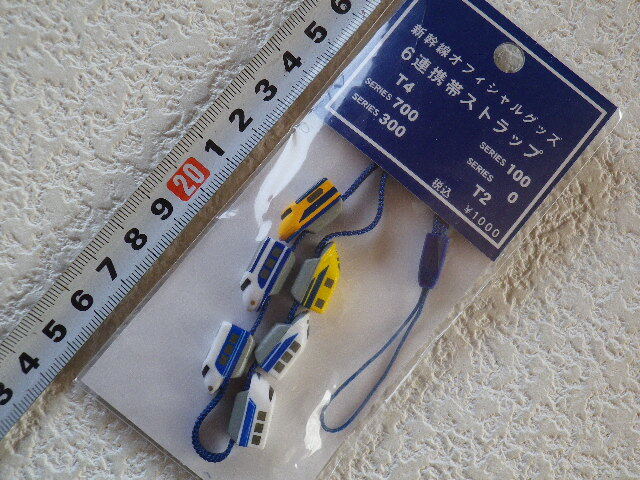 新幹線オフィシャルグッズ
6連携帯ストラップ
T4
SERIES 700
SERIES 300
SERIES 100
SERIES 0
T2
税込 ¥1000
3 4 5 6 7 8 9 20 1 2 3 4 5 6